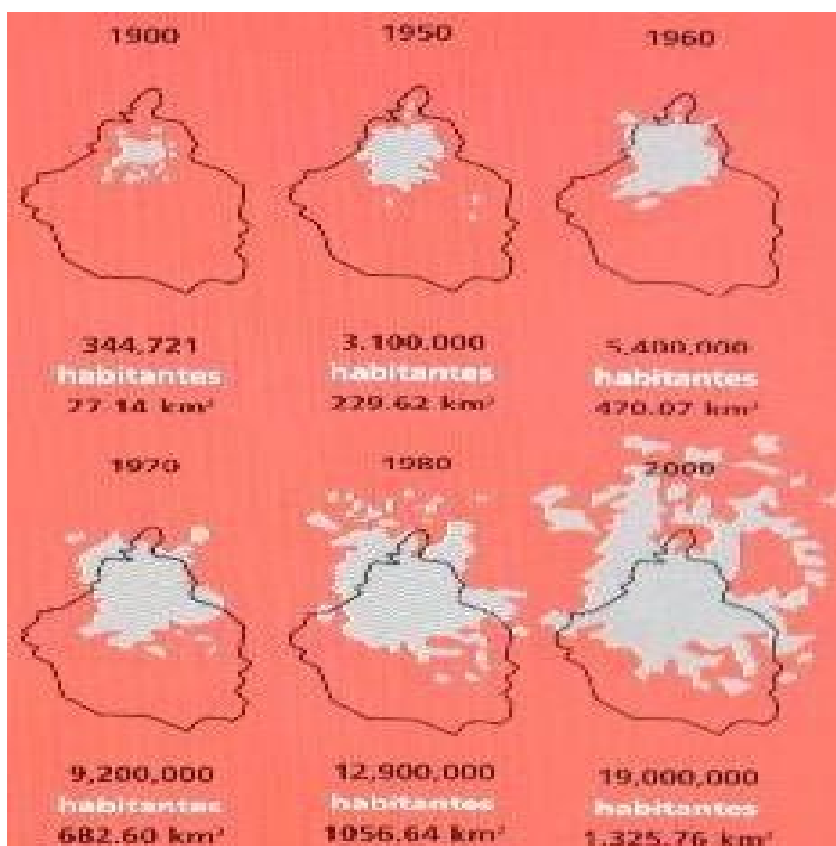 1900
344,721
habitantes
27.14 km²
1950
3.100.000
habitantes
229.62 km²
1960
5,400,000
habitantes
470.07 km²
1970
9,200,000
habitantes
682.60 km²
1980
12,900,000
habitantes
1056.64 km²
2000
19,000,000
habitantes
1,325.76 km²